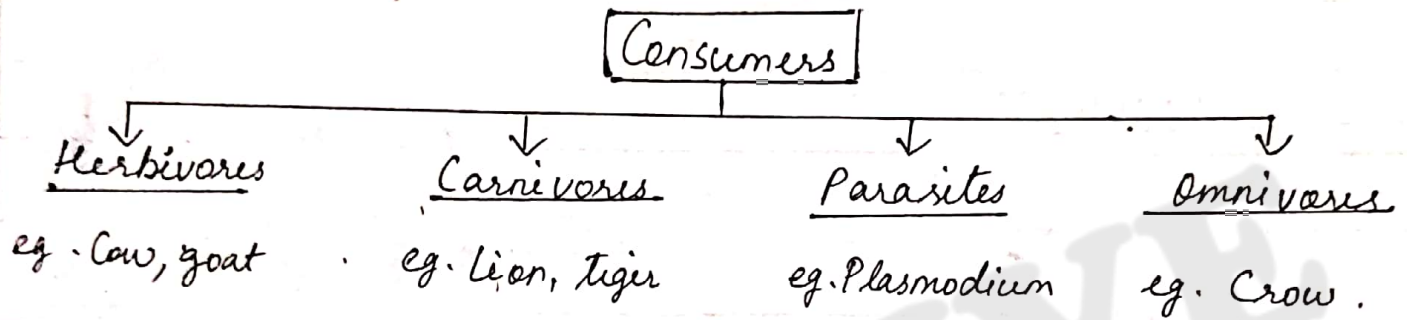 Consumers
Herbivores Carnivores Parasites Omnivores
eg. Cow, goat eg. Lion, tiger eg. Plasmodium eg. Crow.